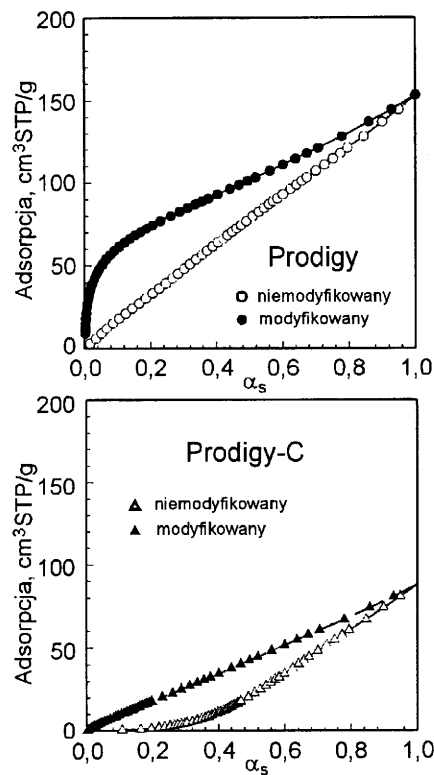 200
150
100
50
0
Adsorpcja, cm³STP/g
Prodigy
niemodyfikowany
modyfikowany
0,0 0,2 0,4 0,6 0,8 1,0
αs
200
150
100
50
0
Adsorpcja, cm³STP/g
Prodigy-C
niemodyfikowany
modyfikowany
0,0 0,2 0,4 0,6 0,8 1,0
αs